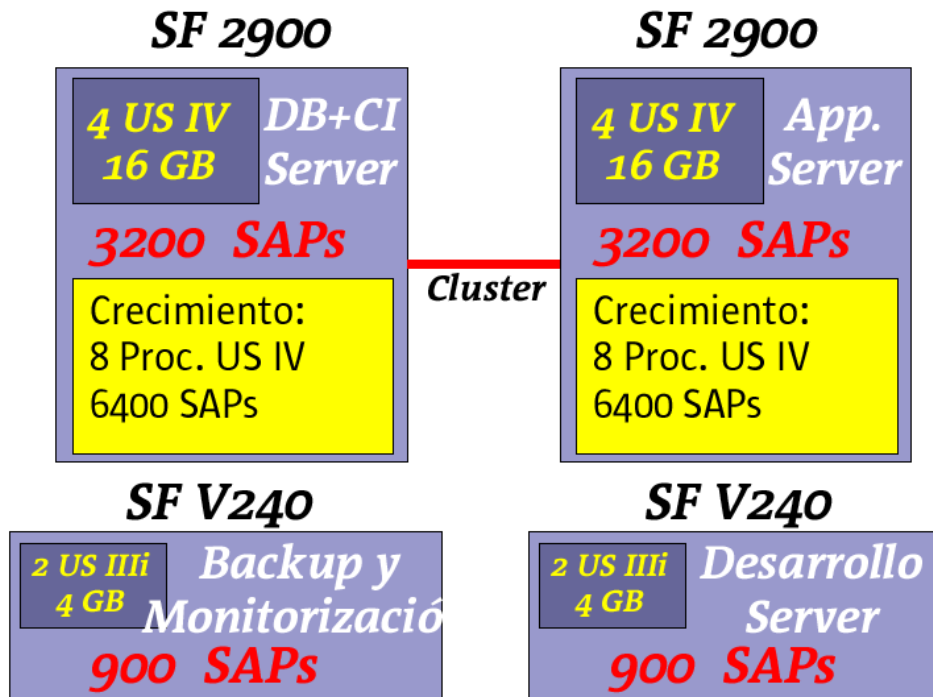 SF 2900
4 US IV
16 GB
DB+CI
Server
3200 SAPs
Crecimiento:
8 Proc. US IV
6400 SAPs
Cluster
SF 2900
4 US IV
16 GB
App.
Server
3200 SAPs
Crecimiento:
8 Proc. US IV
6400 SAPs
SF V240
2 US IIIi
4 GB
Backup y
Monitorizació
900 SAPs
SF V240
2 US IIIi
4 GB
Desarrollo
Server
900 SAPs